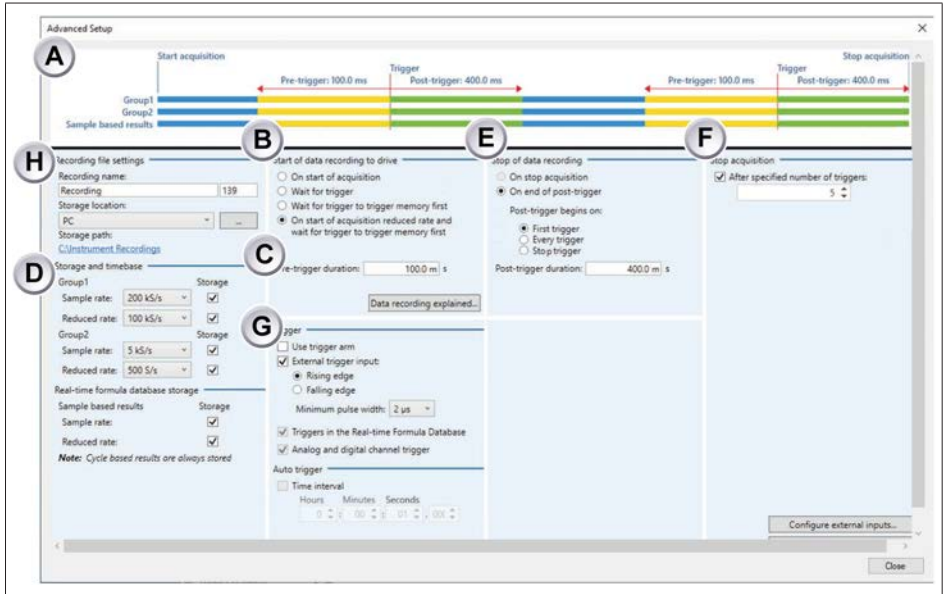 Advanced Setup
A
Start acquisition
Stop acquisition
Trigger
Trigger
Pre-trigger: 100.0 ms
Post-trigger: 400.0 ms
Pre-trigger: 100.0 ms
Post-trigger: 400.0 ms
Group1
Group2
Sample based results
H
Recording file settings
Recording name:
Recording
139
Storage location:
PC
...
Storage path:
C:\Instrument Recordings
D
Storage and timebase
Group1
Storage
Sample rate:
200 kS/s
Reduced rate:
100 kS/s
Group2
Storage
Sample rate:
5 kS/s
Reduced rate:
500 S/s
Real-time formula database storage
Sample based results
Storage
Sample rate:
Reduced rate:
Note: Cycle based results are always stored
B
Start of data recording to drive
On start of acquisition
Wait for trigger
Wait for trigger to trigger memory first
On start of acquisition reduced rate and
wait for trigger to trigger memory first
C
Pre-trigger duration:
100.0 m s
Data recording explained...
G
Trigger
Use trigger arm
External trigger input:
Rising edge
Falling edge
Minimum pulse width:
2 µs
Triggers in the Real-time Formula Database
Analog and digital channel trigger
Auto trigger
Time interval
Hours
Minutes
Seconds
0 : 00 : 01
E
Stop of data recording
On stop acquisition
On end of post-trigger
Post-trigger begins on:
First trigger
Every trigger
Stop trigger
Post-trigger duration:
400.0 m s
F
Stop acquisition
After specified number of triggers:
5
Configure external inputs...
Close